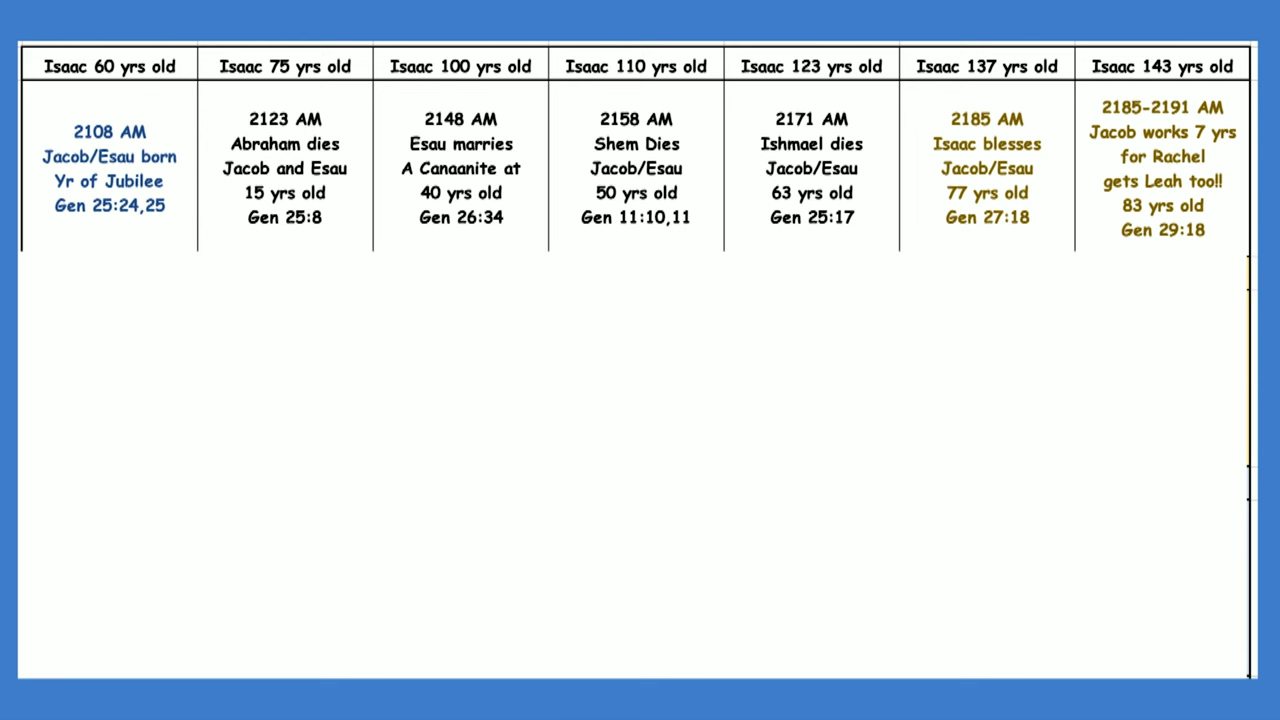 Isaac 60 yrs old
2108 AM
Jacob/Esau born
Yr of Jubilee
Gen 25:24,25
Isaac 75 yrs old
2123 AM
Abraham dies
Jacob and Esau
15 yrs old
Gen 25:8
Isaac 100 yrs old
2148 AM
Esau marries
A Canaanite at
40 yrs old
Gen 26:34
Isaac 110 yrs old
2158 AM
Shem Dies
Jacob/Esau
50 yrs old
Gen 11:10,11
Isaac 123 yrs old
2171 AM
Ishmael dies
Jacob/Esau
63 yrs old
Gen 25:17
Isaac 137 yrs old
2185 AM
Isaac blesses
Jacob/Esau
77 yrs old
Gen 27:18
Isaac 143 yrs old
2185-2191 AM
Jacob works 7 yrs
for Rachel
gets Leah too!!
83 yrs old
Gen 29:18